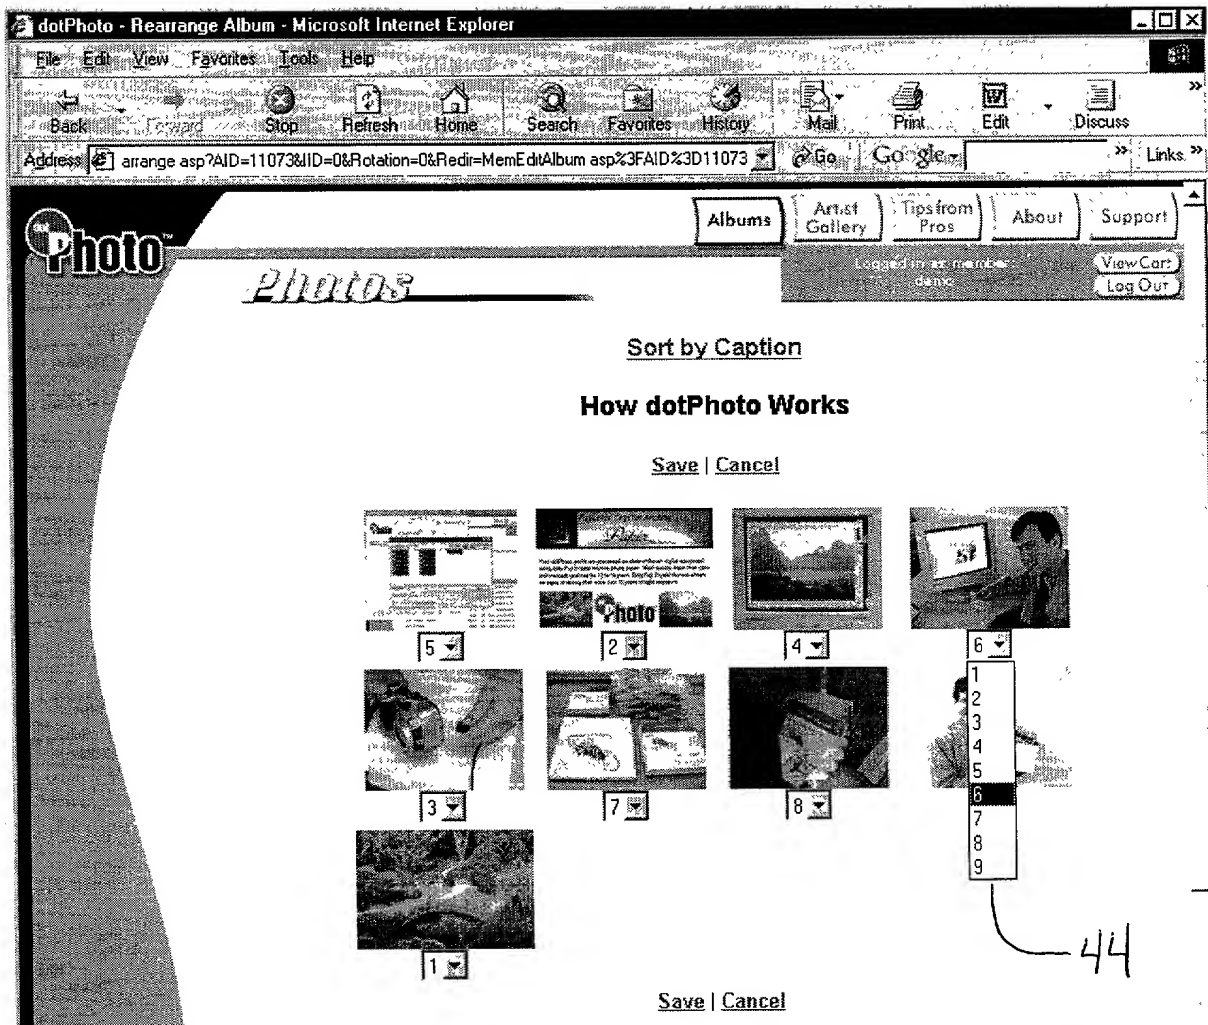 dotPhoto - Rearrange Album - Microsoft Internet Explorer
File Edit View Favorites Tools Help
Back Forward Stop Refresh Home Search Favorites History Mail Print Edit Discuss »
Address arrange asp?AID=11073&IID=0&Rotation=0&Redir=MemEditAlbum asp%3FAID%3D11073 Go Google » Links »
Photo™
Albums Artist Gallery Tips from Pros About Support
Logged in as member demo
View Cart
Log Out
Photos
Sort by Caption
How dotPhoto Works
Save | Cancel
Photo
5 2 4 6
1
2
3
4
5
6
7
8
9
3 7 8
1
44
Save | Cancel